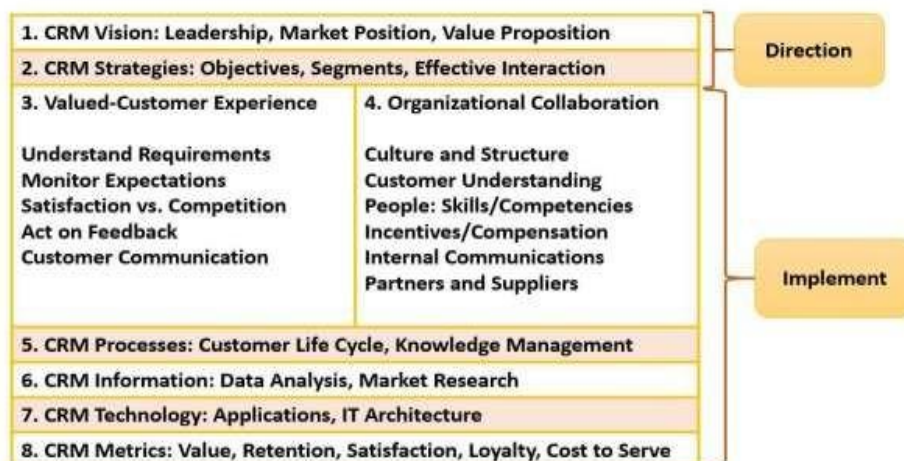 1. CRM Vision: Leadership, Market Position, Value Proposition
2. CRM Strategies: Objectives, Segments, Effective Interaction
Direction
3. Valued-Customer Experience
Understand Requirements
Monitor Expectations
Satisfaction vs. Competition
Act on Feedback
Customer Communication
4. Organizational Collaboration
Culture and Structure
Customer Understanding
People: Skills/Competencies
Incentives/Compensation
Internal Communications
Partners and Suppliers
Implement
5. CRM Processes: Customer Life Cycle, Knowledge Management
6. CRM Information: Data Analysis, Market Research
7. CRM Technology: Applications, IT Architecture
8. CRM Metrics: Value, Retention, Satisfaction, Loyalty, Cost to Serve